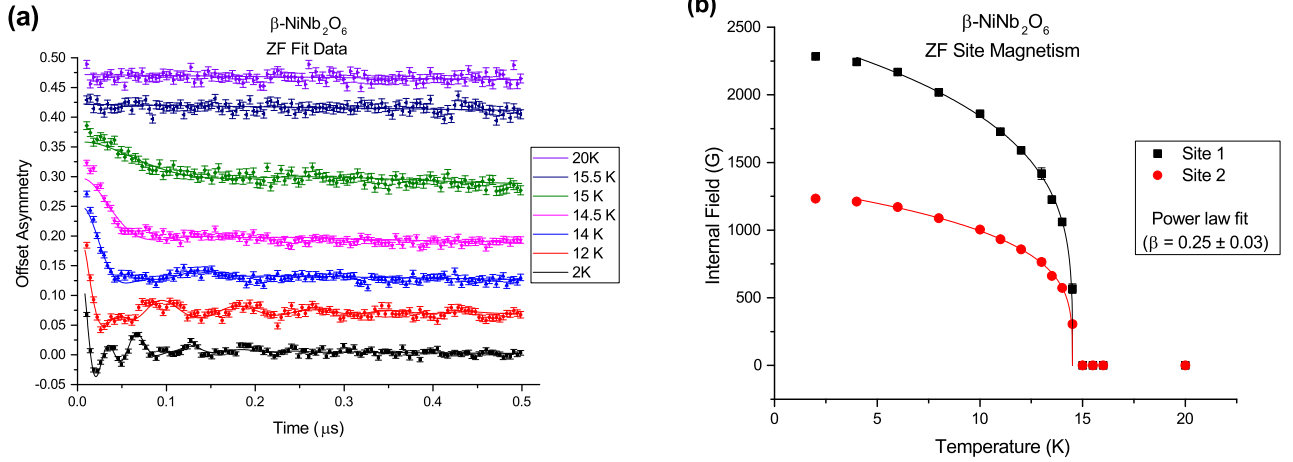 (a)
β-NiNb₂O₆
ZF Fit Data
0.50
0.45
0.40
0.35
0.30
0.25
0.20
0.15
0.10
0.05
0.00
-0.05
Offset Asymmetry
0.0
0.1
0.2
0.3
0.4
0.5
Time (μs)
20K
15.5 K
15 K
14.5 K
14 K
12 K
2K
(b)
β-NiNb₂O₆
ZF Site Magnetism
2500
2000
1500
1000
500
0
Internal Field (G)
0
5
10
15
20
Temperature (K)
Site 1
Site 2
Power law fit
(β = 0.25 ± 0.03)